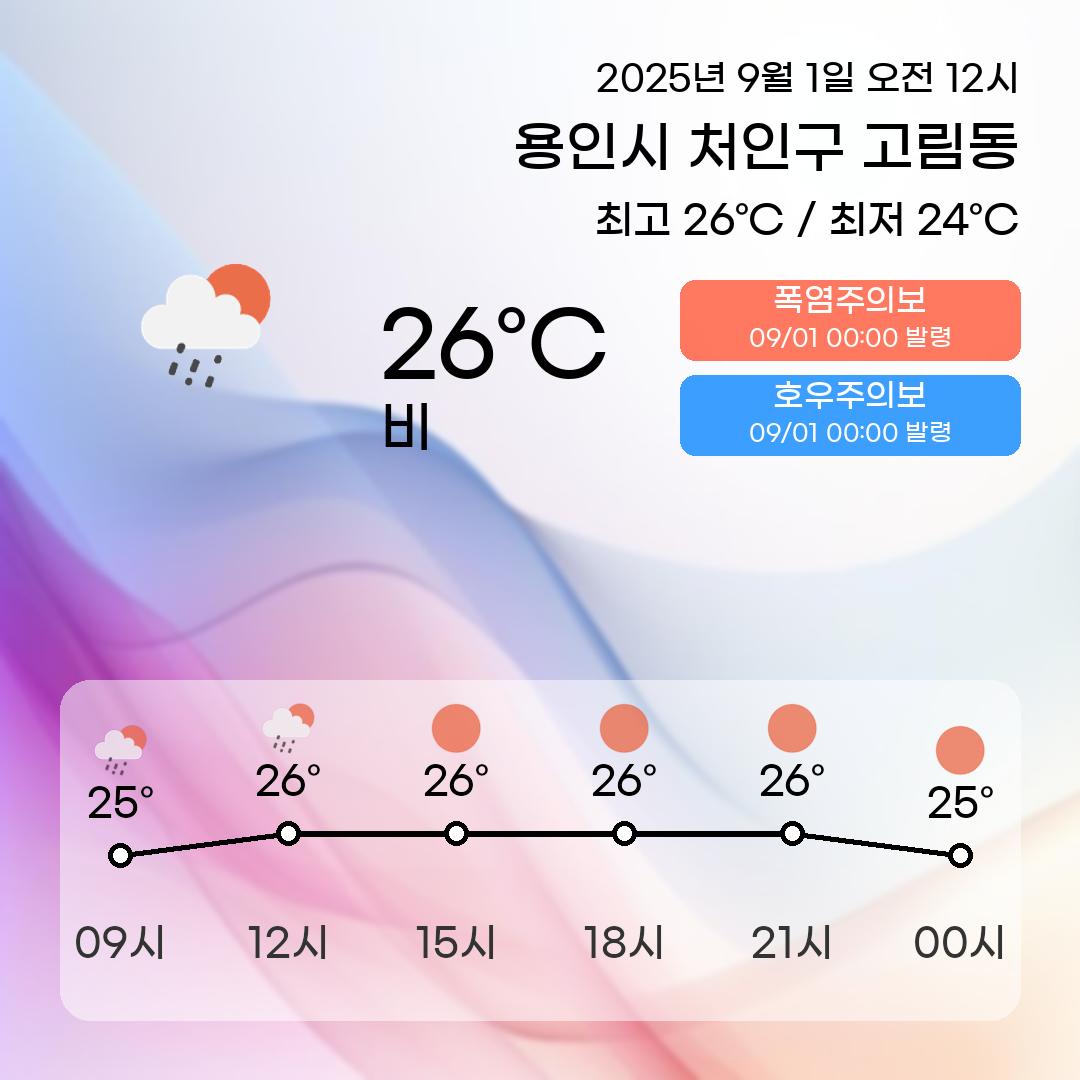 2025년 9월 1일 오전 12시
용인시 처인구 고림동
최고 26°C / 최저 24°C
26°C
비
폭염주의보
09/01 00:00 발령
호우주의보
09/01 00:00 발령
25° 26° 26° 26° 26° 25°
09시 12시 15시 18시 21시 00시